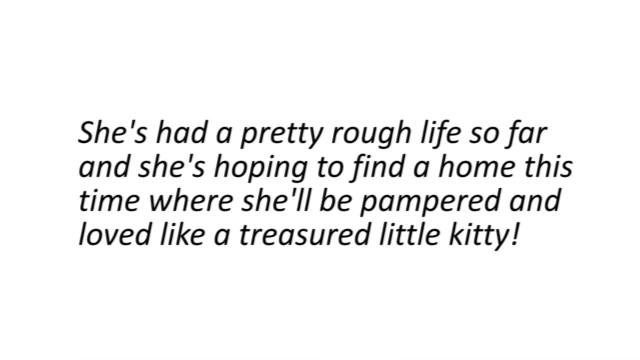 She's had a pretty rough life so far
and she's hoping to find a home this
time where she'll be pampered and
loved like a treasured little kitty!